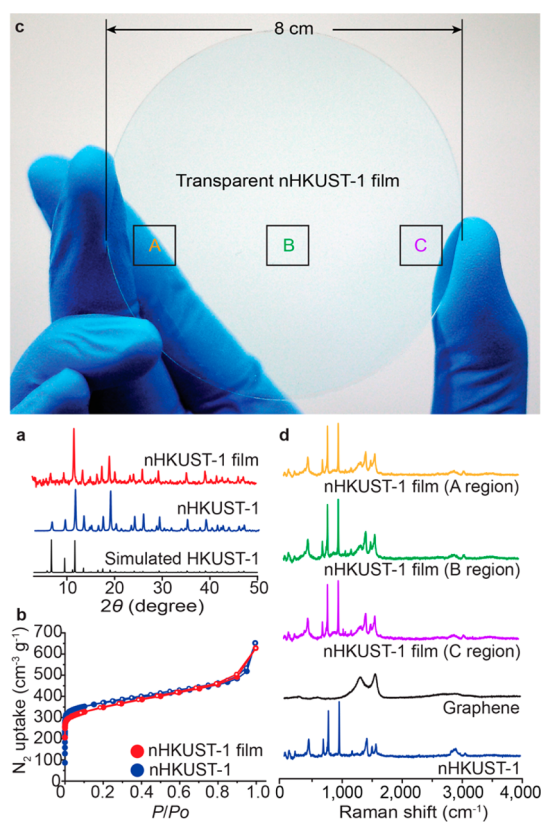 c
8 cm
Transparent nHKUST-1 film
A
B
C
a
nHKUST-1 film
nHKUST-1
Simulated HKUST-1
10 20 30 40 50
2θ (degree)
b
N2 uptake (cm-3 g-1)
700
600
500
400
300
200
100
0
nHKUST-1 film
nHKUST-1
0 0.2 0.4 0.6 0.8 1.0
P/Po
d
nHKUST-1 film (A region)
nHKUST-1 film (B region)
nHKUST-1 film (C region)
Graphene
nHKUST-1
0 1,000 2,000 3,000 4,000
Raman shift (cm-1)